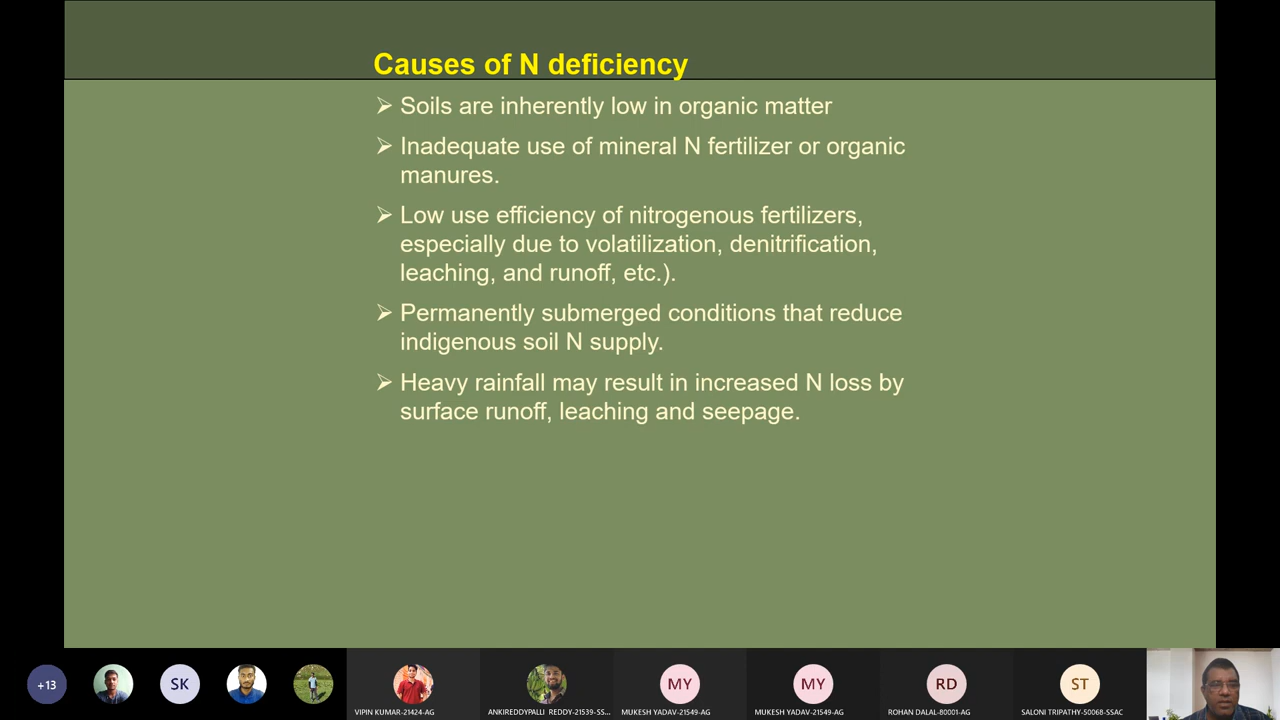 Causes of N deficiency
➢ Soils are inherently low in organic matter
➢ Inadequate use of mineral N fertilizer or organic
manures.
➢ Low use efficiency of nitrogenous fertilizers,
especially due to volatilization, denitrification,
leaching, and runoff, etc.).
➢ Permanently submerged conditions that reduce
indigenous soil N supply.
➢ Heavy rainfall may result in increased N loss by
surface runoff, leaching and seepage.
+13
SK
MY
MY
RD
ST
VIPIN KUMAR-21424-AG
ANKIREDDYPALLI REDDY-21539-SS...
MUKESH YADAV-21549-AG
MUKESH YADAV-21549-AG
ROHAN DALAL-80001-AG
SALONI TRIPATHY-50068-SSAC